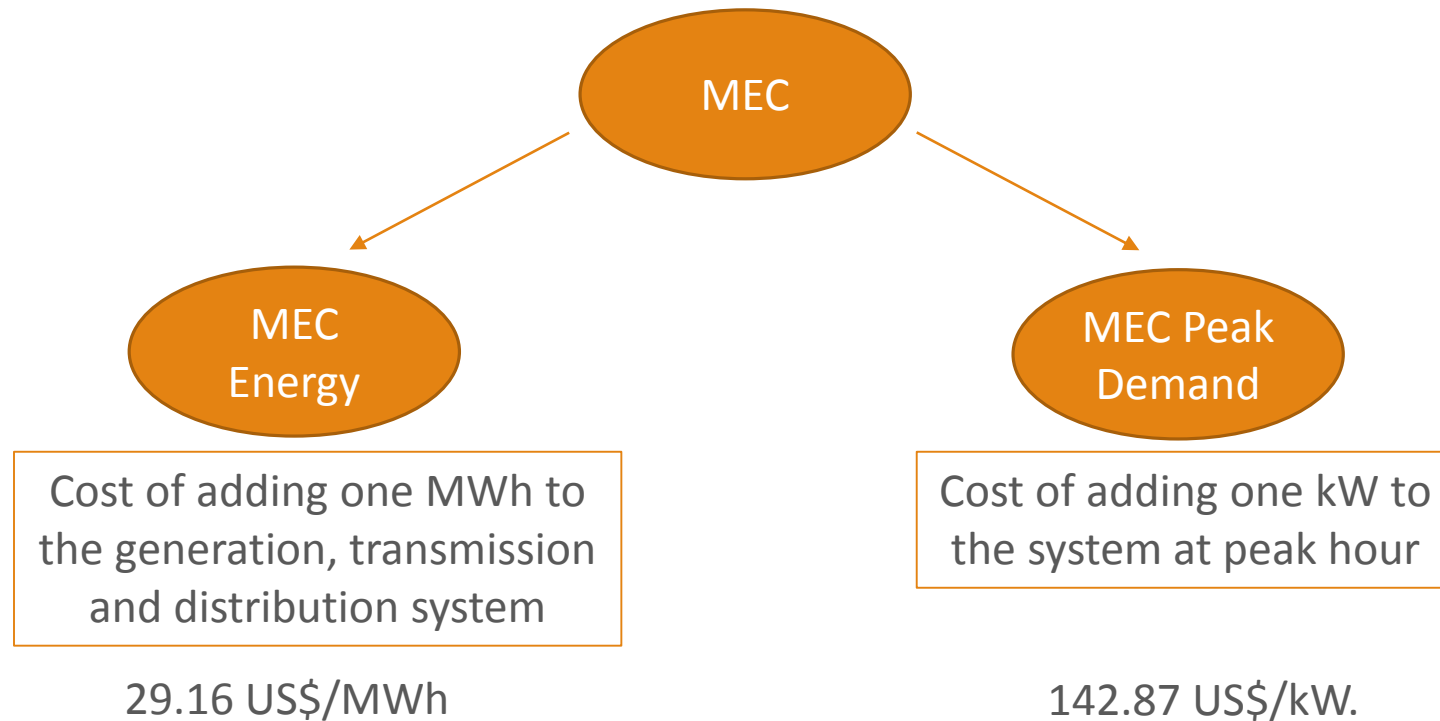 MEC
MEC
Energy
MEC Peak
Demand
Cost of adding one MWh to
the generation, transmission
and distribution system
Cost of adding one kW to
the system at peak hour
29.16 US$/MWh
142.87 US$/kW.